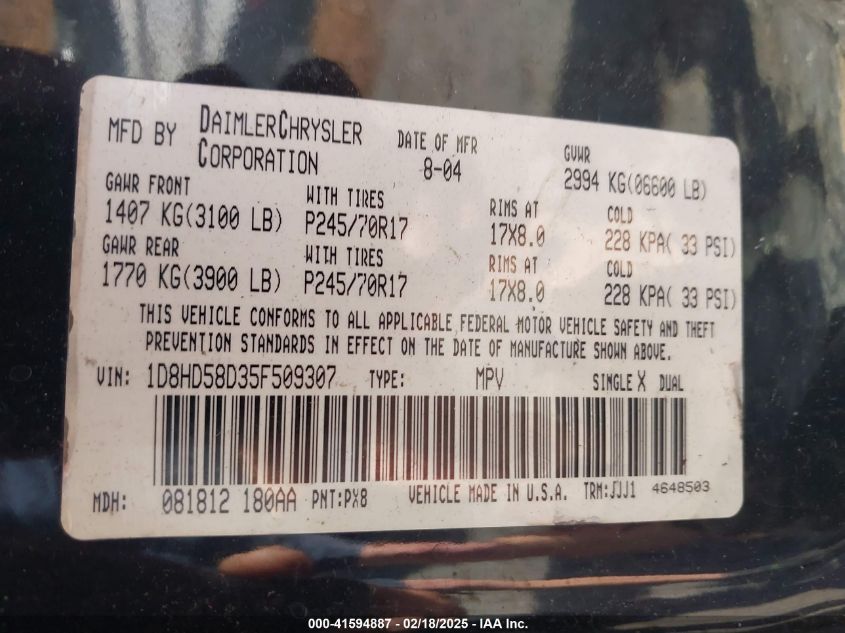 MFD BY DAIMLERCHRYSLER CORPORATION DATE OF MFR 8-04 GVWR 2994 KG(06600 LB)
GAWR FRONT WITH TIRES RIMS AT COLD
1407 KG(3100 LB) P245/70R17 17X8.0 228 KPA( 33 PSI)
GAWR REAR WITH TIRES RIMS AT COLD
1770 KG(3900 LB) P245/70R17 17X8.0 228 KPA( 33 PSI)
THIS VEHICLE CONFORMS TO ALL APPLICABLE FEDERAL MOTOR VEHICLE SAFETY AND THEFT
PREVENTION STANDARDS IN EFFECT ON THE DATE OF MANUFACTURE SHOWN ABOVE.
VIN: 1D8HD58D35F509307 TYPE: MPV SINGLE X DUAL
MDH: 081812 180AA PNT:PX8 VEHICLE MADE IN U.S.A. TRM:JJJ1 4648503
000-41594887 - 02/18/2025 - IAA Inc.